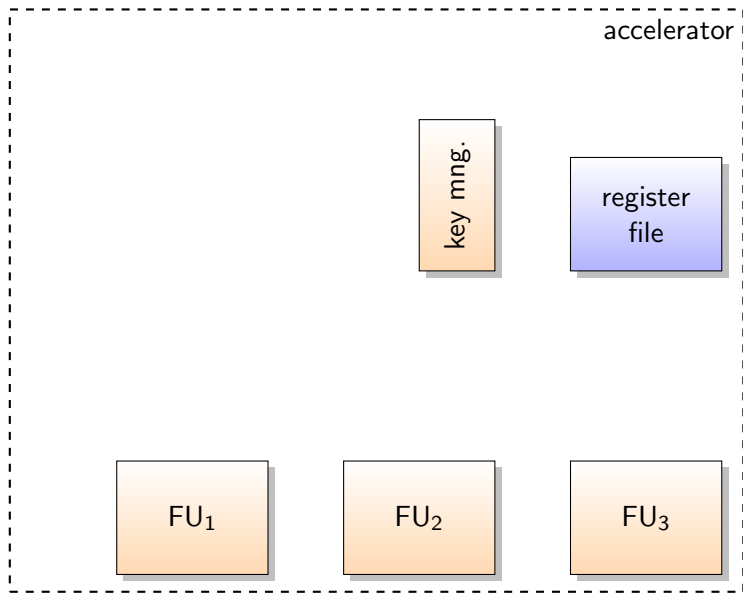 accelerator
key mng.
register
file
FU₁
FU₂
FU₃